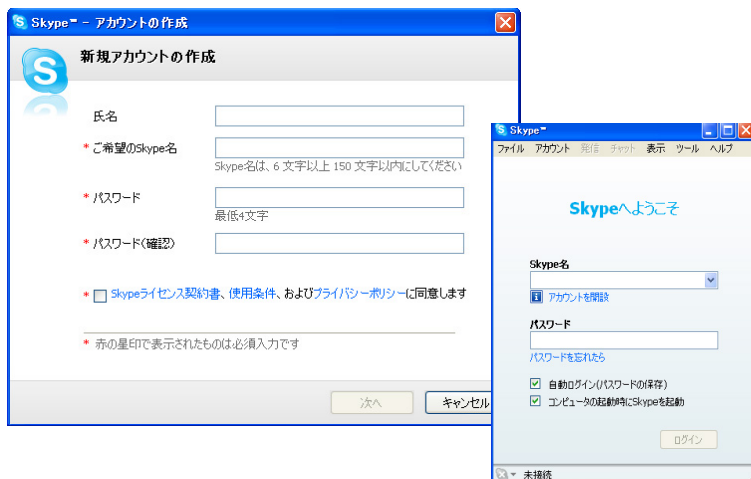 Skype™ - アカウントの作成
新規アカウントの作成
氏名
* ご希望のSkype名
Skype名は、6 文字以上 150 文字以内にしてください
* パスワード
最低4文字
* パスワード(確認)
* Skypeライセンス契約書、使用条件、およびプライバシーポリシーに同意します
* 赤の星印で表示されたものは必須入力です
次へ キャンセル
Skype™
ファイル アカウント 発信 チャット 表示 ツール ヘルプ
Skypeへようこそ
Skype名
アカウントを開設
パスワード
パスワードを忘れたら
自動ログイン(パスワードの保存)
コンピュータの起動時にSkypeを起動
ログイン
未接続